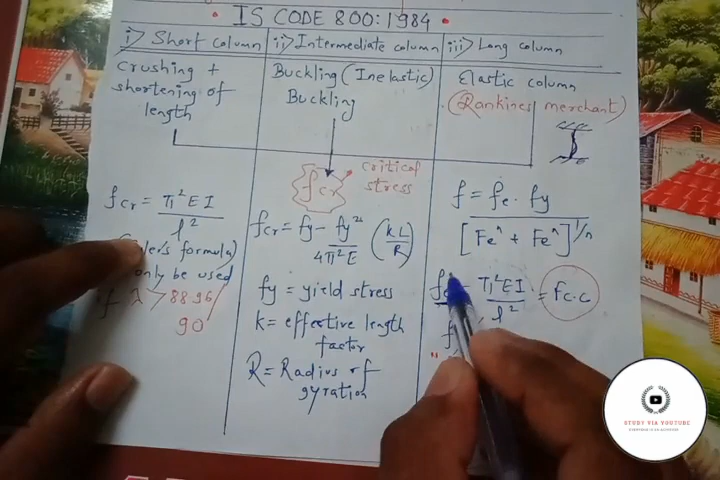 • IS CODE 800:1984 •
i) Short column
Crushing +
shortening of
length
fcr = π²EI
l²
formula)
only be used
λ > 88.96
90
ii) Intermediate column
Buckling (Inelastic)
Buckling
fcr
critical
stress
fcr = fy - fy²
4π²E
(kL
R)
fy = yield stress
k = effective length
factor
R = Radius of
gyration
iii) Long column
Elastic column
(Rankines merchant)
f = fe. fy
[Fe^n + Fe^n]^1/n
π²EI
l²
= fc.c
STUDY VIA YOUTUBE